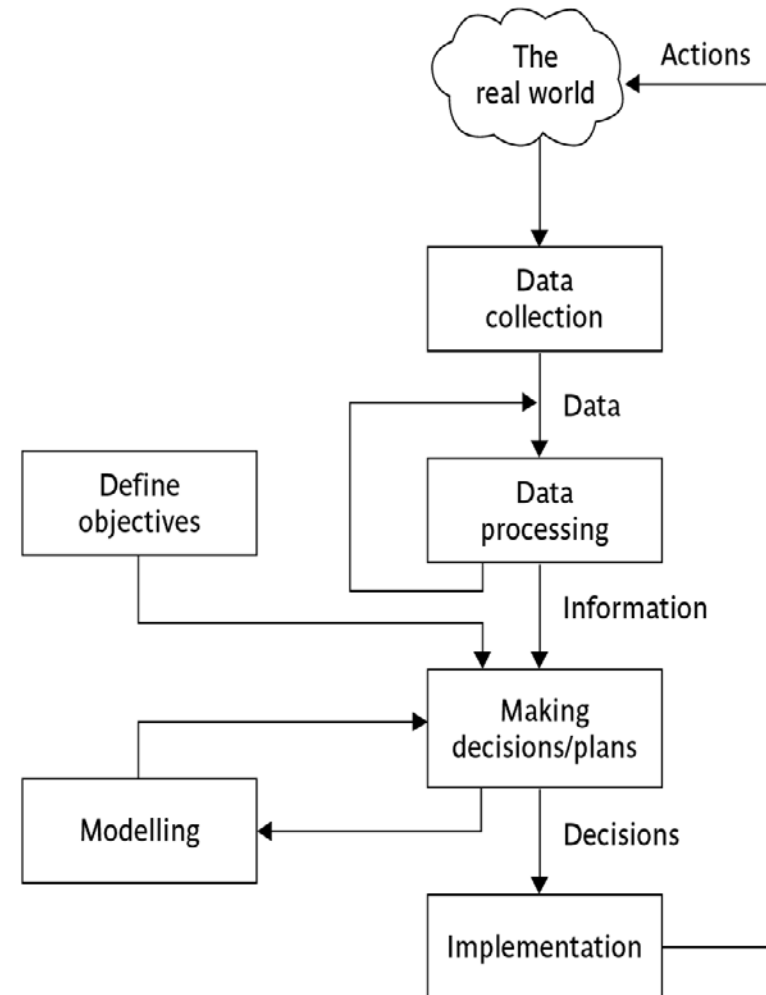 The
real world
Actions
Data
collection
Data
Define
objectives
Data
processing
Information
Making
decisions/plans
Modelling
Decisions
Implementation